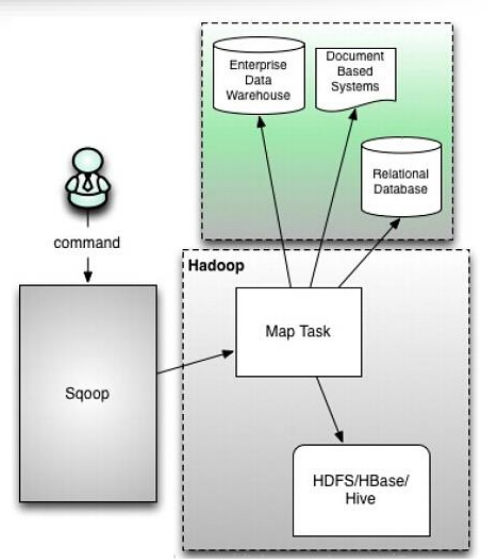 Enterprise
Data
Warehouse
Document
Based
Systems
Relational
Database
command
Hadoop
Map Task
Sqoop
HDFS/HBase/
Hive